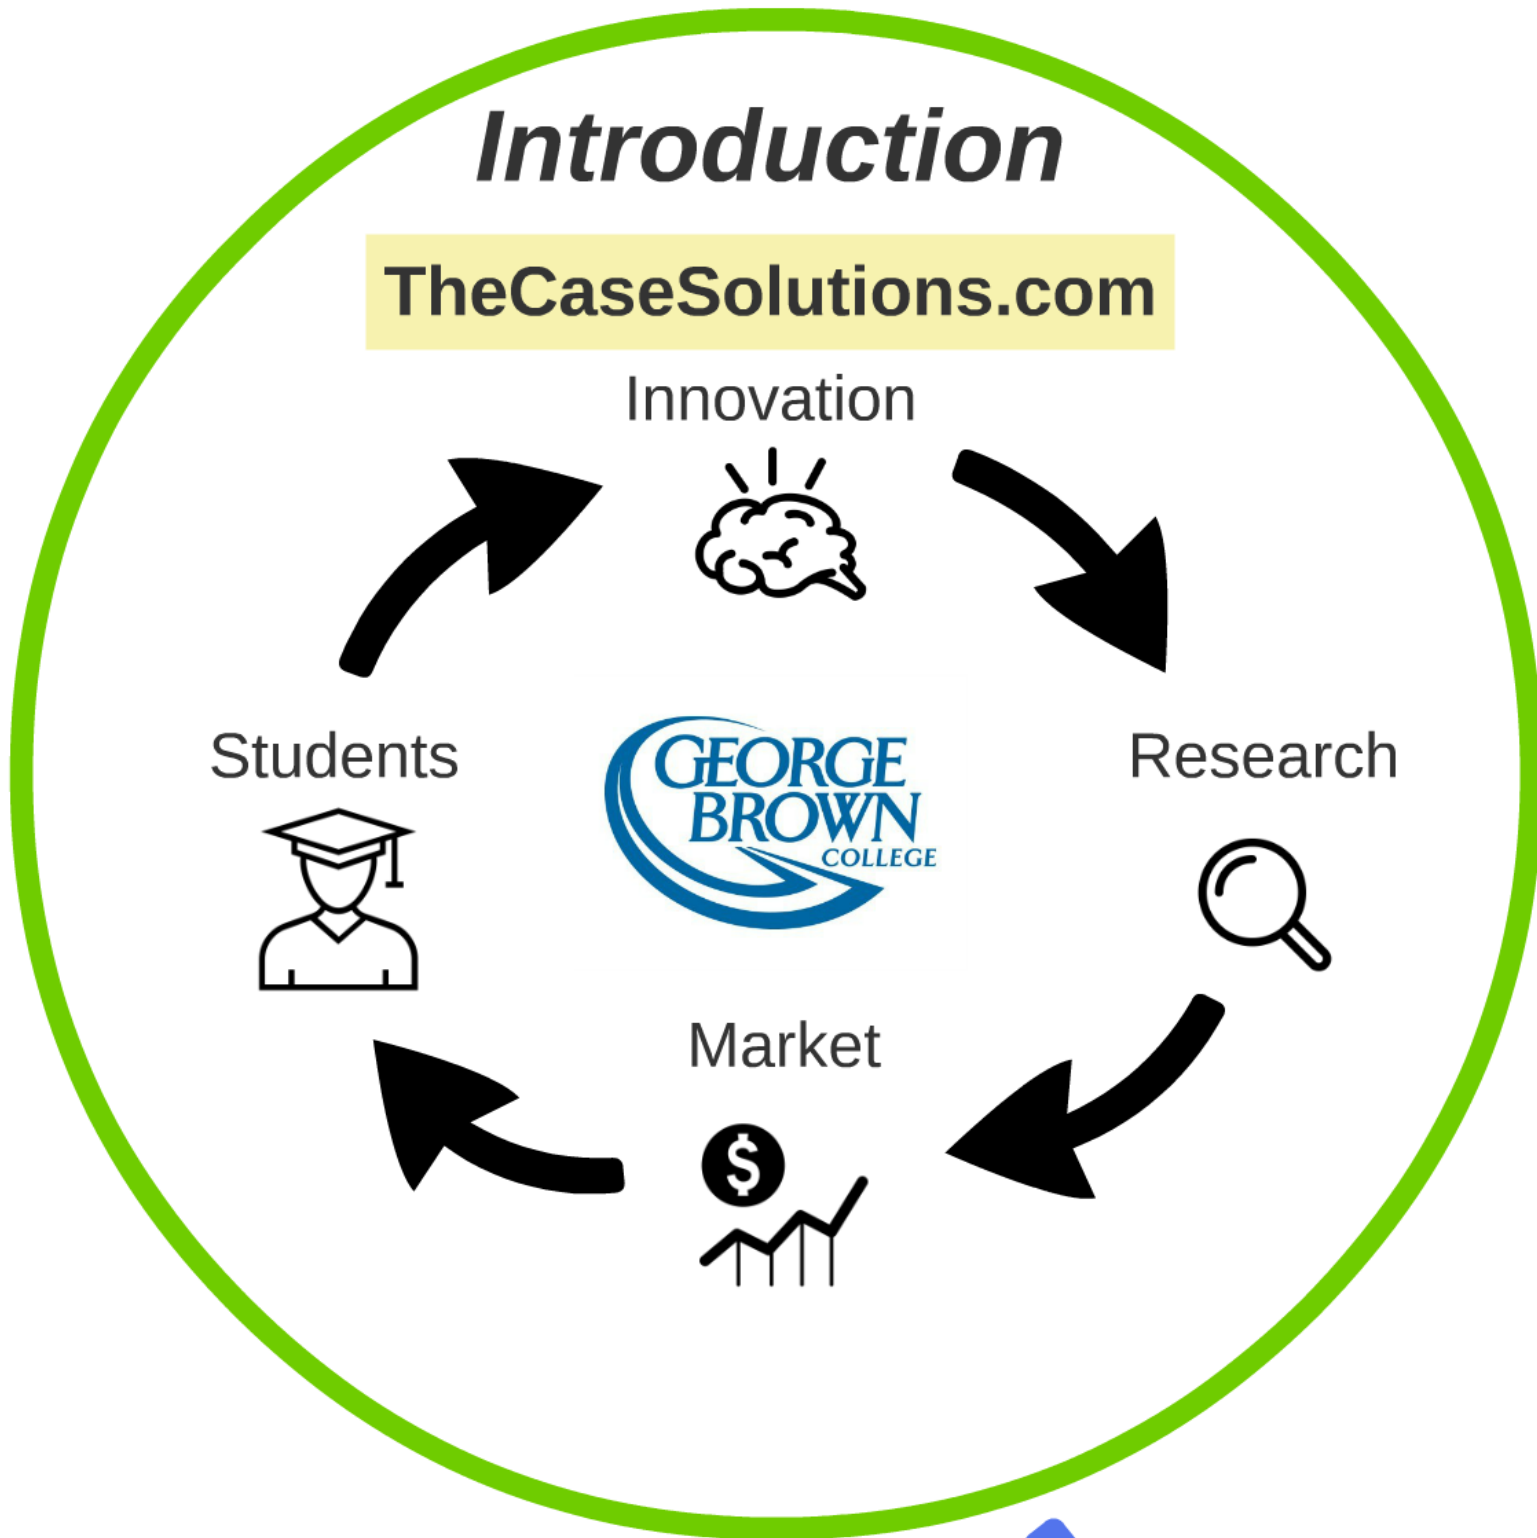 Introduction
TheCaseSolutions.com
Innovation
Students
Research
GEORGE
BROWN
COLLEGE
Market
$